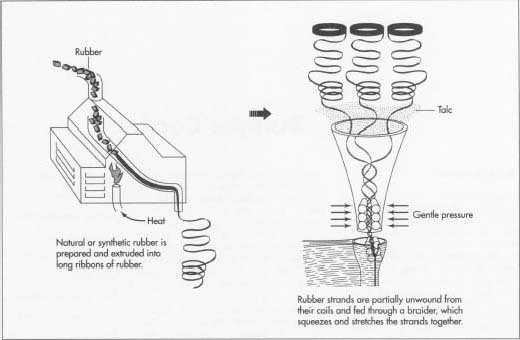 Rubber
Heat
Natural or synthetic rubber is
prepared and extruded into
long ribbons of rubber.
Talc
Gentle pressure
Rubber strands are partially unwound from
their coils and fed through a braider, which
squeezes and stretches the strands together.